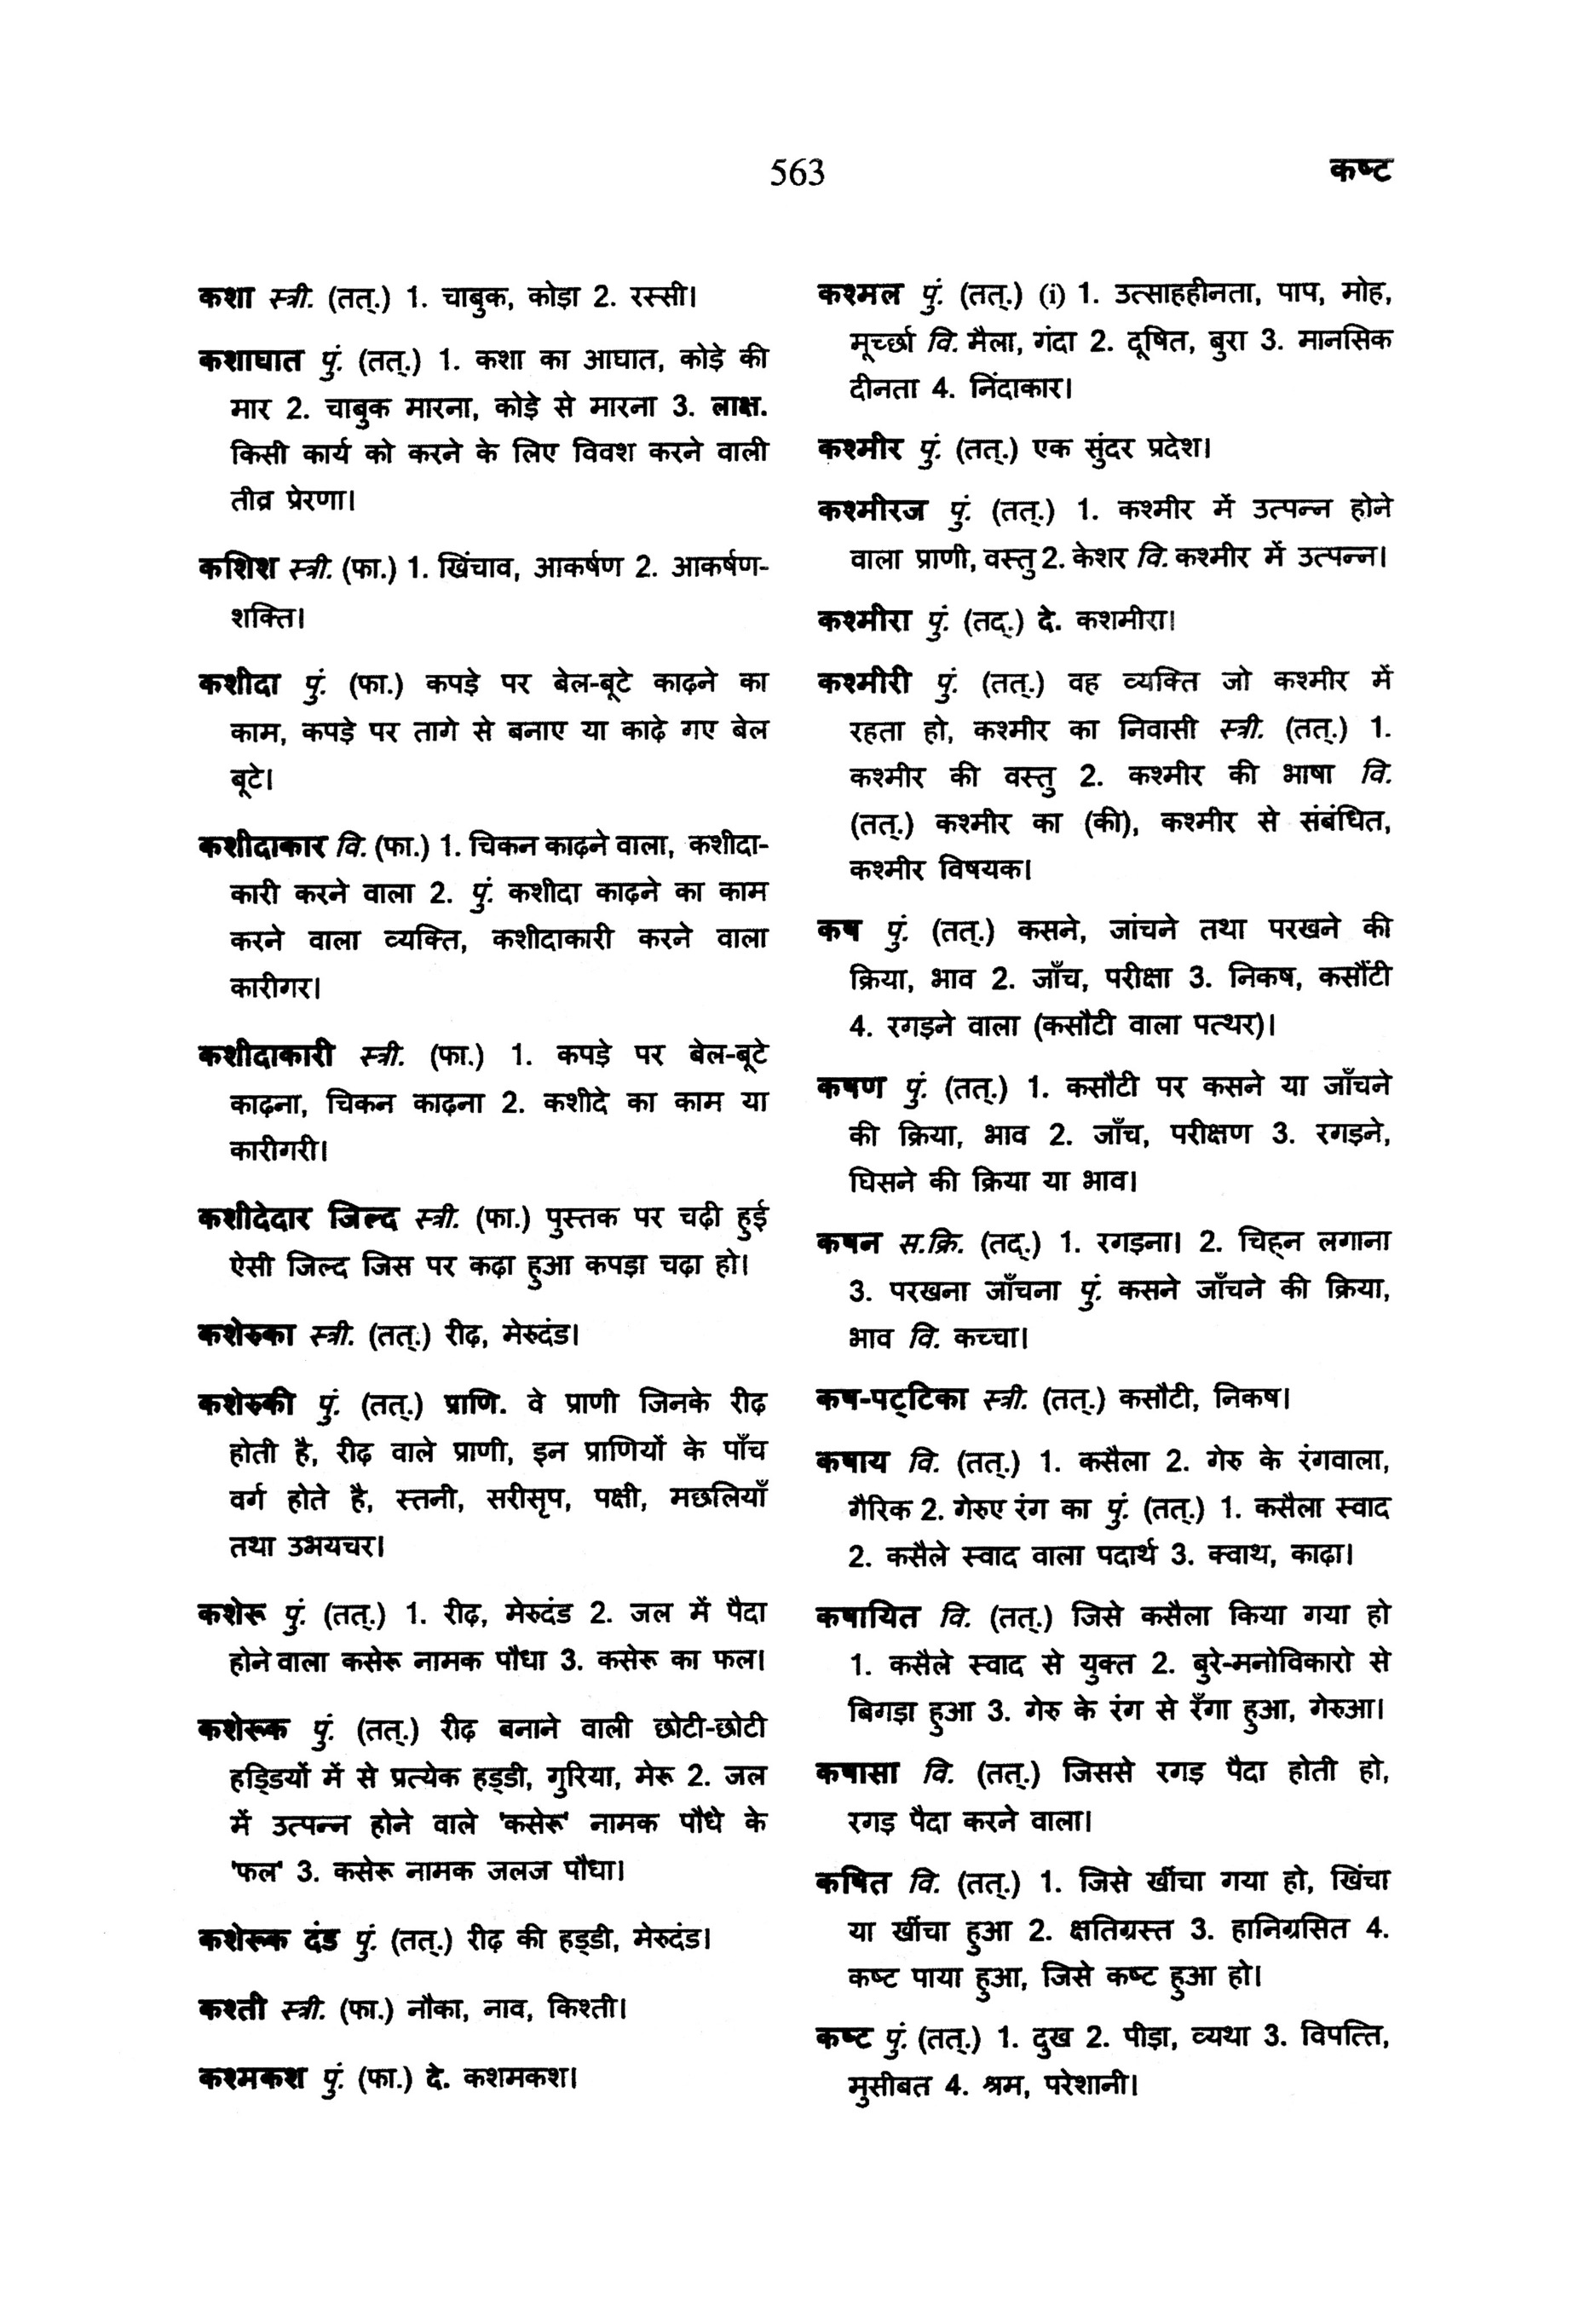 563
कष्ट
कशा स्त्री. (तत्.) 1. चाबुक, कोड़ा 2. रस्सी।
कशाघात पुं. (तत्.) 1. कशा का आघात, कोड़े की
मार 2. चाबुक मारना, कोड़े से मारना 3. लाक्ष.
किसी कार्य को करने के लिए विवश करने वाली
तीव्र प्रेरणा।
कशिश स्त्री. (फा.) 1. खिंचाव, आकर्षण 2. आकर्षण-
शक्ति।
कशीदा पुं. (फा.) कपड़े पर बेल-बूटे काढ़ने का
काम, कपड़े पर तागे से बनाए या काढ़े गए बेल
बूटे।
कशीदाकार वि. (फा.) 1. चिकन काढ़ने वाला, कशीदा-
कारी करने वाला 2. पुं. कशीदा काढ़ने का काम
करने वाला व्यक्ति, कशीदाकारी करने वाला
कारीगर।
कशीदाकारी स्त्री. (फा.) 1. कपड़े पर बेल-बूटे
काढ़ना, चिकन काढ़ना 2. कशीदे का काम या
कारीगरी।
कशीदेदार जिल्द स्त्री. (फा.) पुस्तक पर चढ़ी हुई
ऐसी जिल्द जिस पर कढ़ा हुआ कपड़ा चढ़ा हो।
कशेरुका स्त्री. (तत्.) रीढ़, मेरुदंड।
कशेरुकी पुं. (तत्.) प्राणि. वे प्राणी जिनके रीढ़
होती है, रीढ़ वाले प्राणी, इन प्राणियों के पाँच
वर्ग होते है, स्तनी, सरीसृप, पक्षी, मछलियाँ
तथा उभयचर।
कशेरू पुं. (तत्.) 1. रीढ़, मेरुदंड 2. जल में पैदा
होने वाला कसेरू नामक पौधा 3. कसेरू का फल।
कशेरूक पुं. (तत्.) रीढ़ बनाने वाली छोटी-छोटी
हड्डियों में से प्रत्येक हड्डी, गुरिया, मेरू 2. जल
में उत्पन्न होने वाले 'कसेरू' नामक पौधे के
'फल' 3. कसेरू नामक जलज पौधा।
कशेरूक दंड पुं. (तत्.) रीढ़ की हड्डी, मेरुदंड।
कश्ती स्त्री. (फा.) नौका, नाव, किश्ती।
कश्मकश पुं. (फा.) दे. कशमकश।
कश्मल पुं. (तत्.) (i) 1. उत्साहहीनता, पाप, मोह,
मूर्च्छा वि. मैला, गंदा 2. दूषित, बुरा 3. मानसिक
दीनता 4. निंदाकार।
कश्मीर पुं. (तत्.) एक सुंदर प्रदेश।
कश्मीरज पुं. (तत्.) 1. कश्मीर में उत्पन्न होने
वाला प्राणी, वस्तु 2. केशर वि. कश्मीर में उत्पन्न।
कश्मीरा पुं. (तद्.) दे. कशमीरा।
कश्मीरी पुं. (तत्.) वह व्यक्ति जो कश्मीर में
रहता हो, कश्मीर का निवासी स्त्री. (तत्.) 1.
कश्मीर की वस्तु 2. कश्मीर की भाषा वि.
(तत्.) कश्मीर का (की), कश्मीर से संबंधित,
कश्मीर विषयक।
कष पुं. (तत्.) कसने, जांचने तथा परखने की
क्रिया, भाव 2. जाँच, परीक्षा 3. निकष, कसौंटी
4. रगड़ने वाला (कसौटी वाला पत्थर)।
कषण पुं. (तत्.) 1. कसौटी पर कसने या जाँचने
की क्रिया, भाव 2. जाँच, परीक्षण 3. रगड़ने,
घिसने की क्रिया या भाव।
कषन स.क्रि. (तद्.) 1. रगड़ना। 2. चिह्न लगाना
3. परखना जाँचना पुं. कसने जाँचने की क्रिया,
भाव वि. कच्चा।
कष-पट्टिका स्त्री. (तत्.) कसौटी, निकष।
कषाय वि. (तत्.) 1. कसैला 2. गेरु के रंगवाला,
गैरिक 2. गेरुए रंग का पुं. (तत्.) 1. कसैला स्वाद
2. कसैले स्वाद वाला पदार्थ 3. क्वाथ, काढ़ा।
कषायित वि. (तत्.) जिसे कसैला किया गया हो
1. कसैले स्वाद से युक्त 2. बुरे-मनोविकारो से
बिगड़ा हुआ 3. गेरु के रंग से रँगा हुआ, गेरुआ।
कषासा वि. (तत्.) जिससे रगड़ पैदा होती हो,
रगड़ पैदा करने वाला।
कषित वि. (तत्.) 1. जिसे खींचा गया हो, खिंचा
या खींचा हुआ 2. क्षतिग्रस्त 3. हानिग्रसित 4.
कष्ट पाया हुआ, जिसे कष्ट हुआ हो।
कष्ट पुं. (तत्.) 1. दुख 2. पीड़ा, व्यथा 3. विपत्ति,
मुसीबत 4. श्रम, परेशानी।